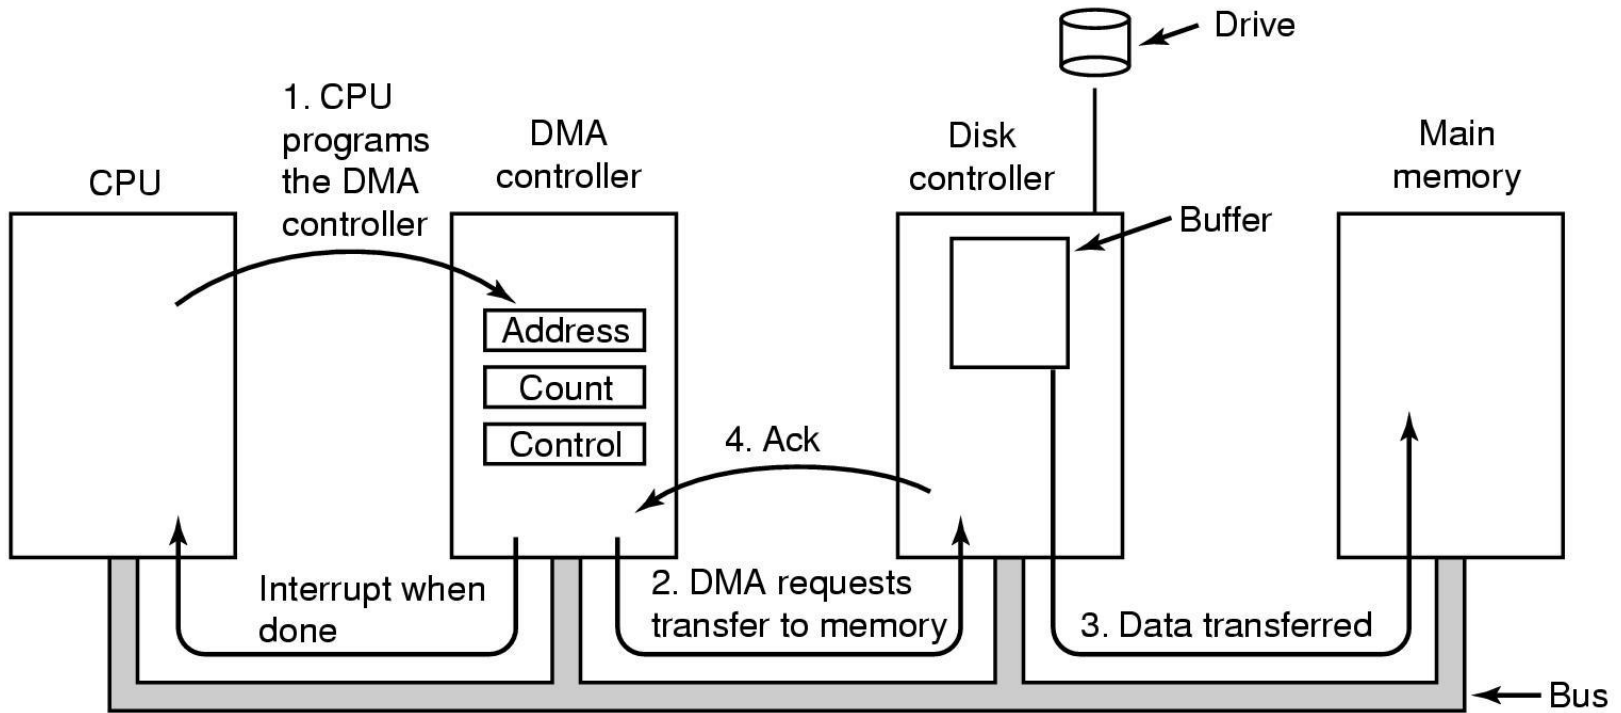 Drive
1. CPU
programs
the DMA
controller
CPU
DMA
controller
Disk
controller
Main
memory
Buffer
Address
Count
Control
4. Ack
Interrupt when
done
2. DMA requests
transfer to memory
3. Data transferred
Bus